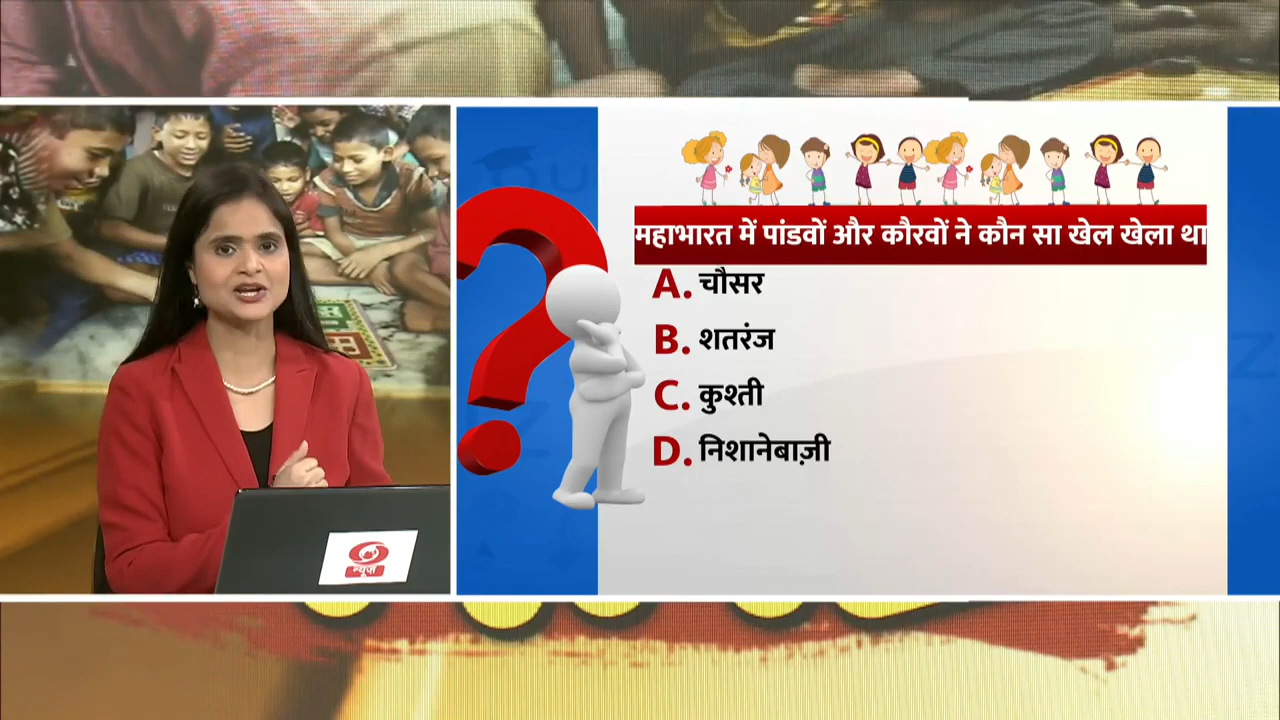 महाभारत में पांडवों और कौरवों ने कौन सा खेल खेला था
A. चौसर
B. शतरंज
C. कुश्ती
D. निशानेबाज़ी
न्यूज़